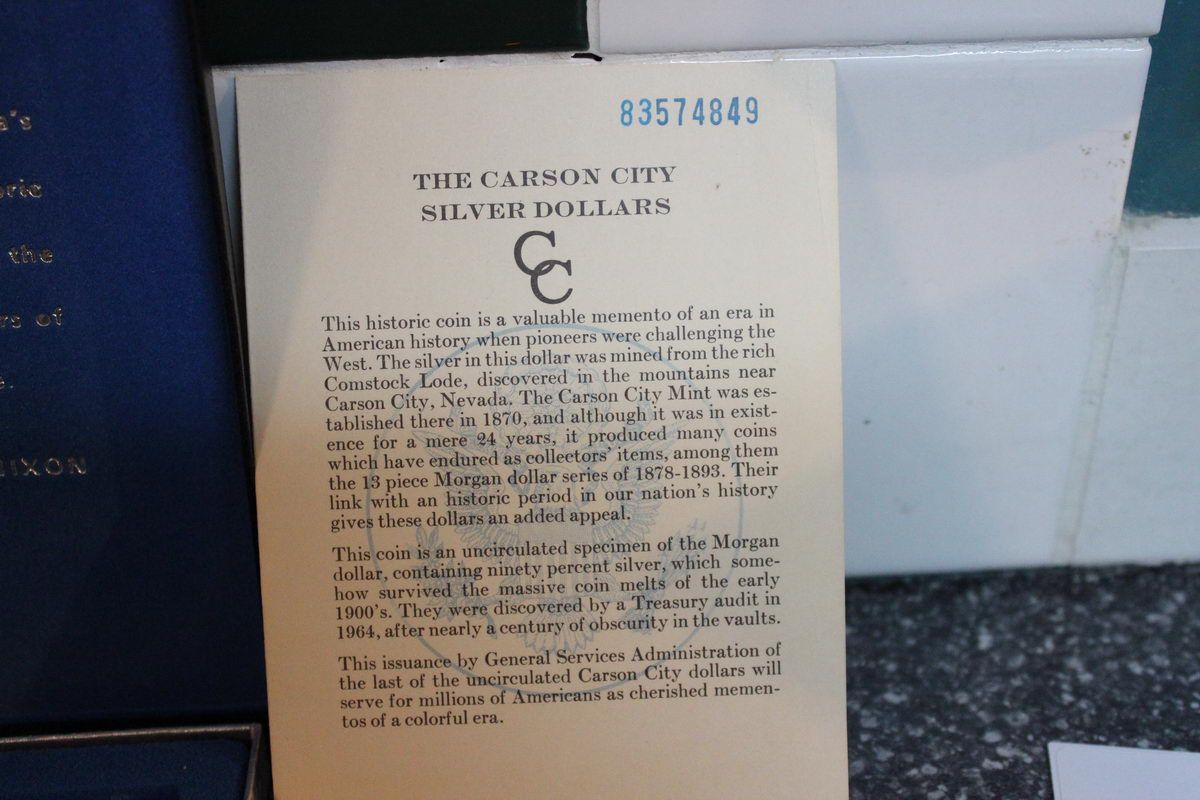 a's
oric
the
rs of
e.
NIXON
83574849
THE CARSON CITY
SILVER DOLLARS
CC
This historic coin is a valuable memento of an era in
American history when pioneers were challenging the
West. The silver in this dollar was mined from the rich
Comstock Lode, discovered in the mountains near
Carson City, Nevada. The Carson City Mint was es-
tablished there in 1870, and although it was in exist-
ence for a mere 24 years, it produced many coins
which have endured as collectors' items, among them
the 13 piece Morgan dollar series of 1878-1893. Their
link with an historic period in our nation's history
gives these dollars an added appeal.
This coin is an uncirculated specimen of the Morgan
dollar, containing ninety percent silver, which some-
how survived the massive coin melts of the early
1900's. They were discovered by a Treasury audit in
1964, after nearly a century of obscurity in the vaults.
This issuance by General Services Administration of
the last of the uncirculated Carson City dollars will
serve for millions of Americans as cherished memen-
tos of a colorful era.